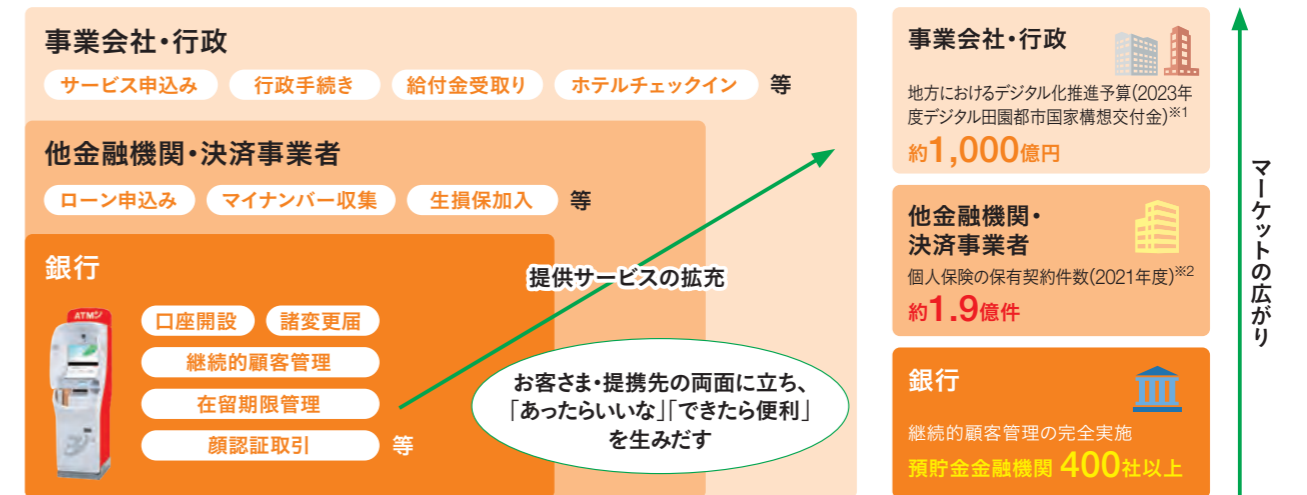 事業会社・行政
サービス申込み 行政手続き 給付金受取り ホテルチェックイン 等
他金融機関・決済事業者
ローン申込み マイナンバー収集 生損保加入 等
銀行
ATM
口座開設 諸変更届
継続的顧客管理
在留期限管理
顔認証取引 等
提供サービスの拡充
お客さま・提携先の両面に立ち、
「あったらいいな」「できたら便利」
を生みだす
事業会社・行政
地方におけるデジタル化推進予算(2023年
度デジタル田園都市国家構想交付金)※1
約1,000億円
他金融機関・
決済事業者
個人保険の保有契約件数(2021年度)※2
約1.9億件
銀行
継続的顧客管理の完全実施
預貯金金融機関 400社以上
マーケットの広がり